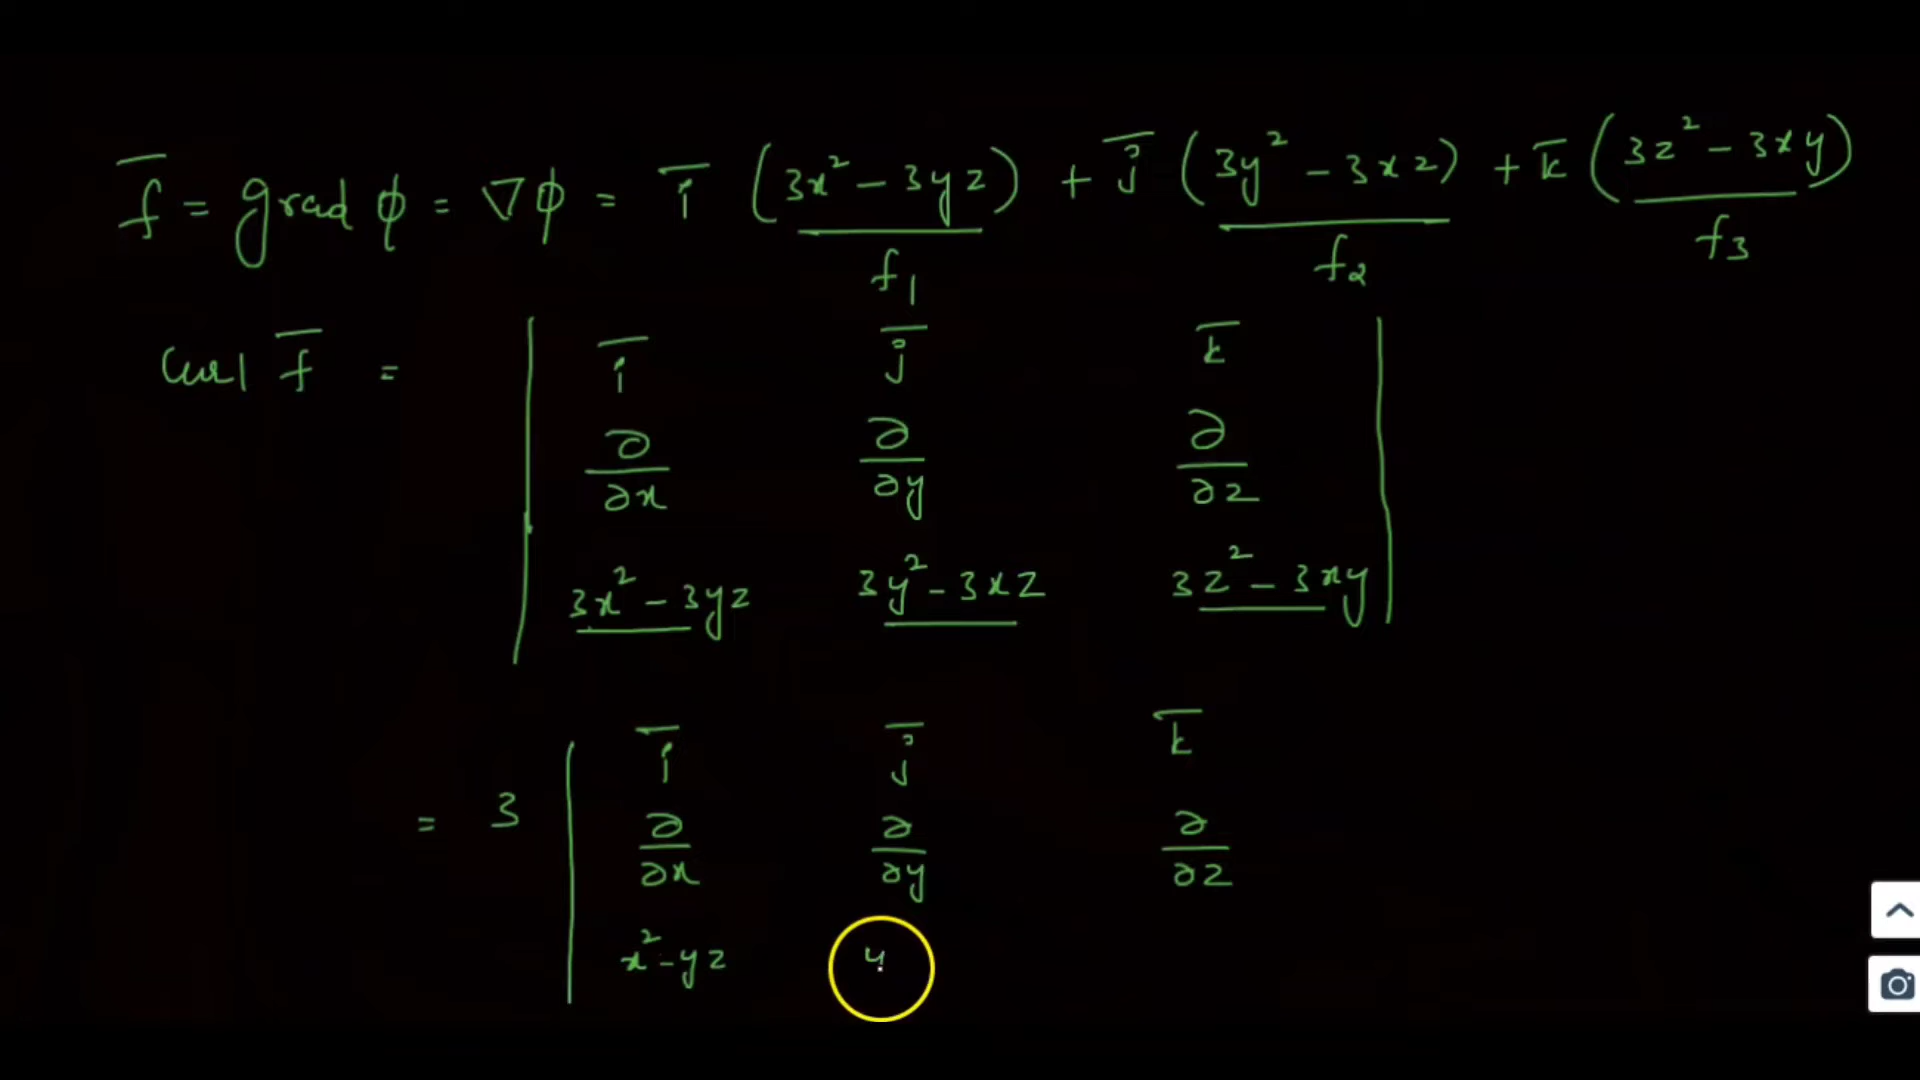 f̄ = grad ϕ = ∇ϕ = ī (3x² - 3yz) + j̄ (3y² - 3xz) + k̄ (3z² - 3xy)
f₁ f₂ f₃
Curl f̄ = | ī j̄ k̄ |
∂/∂x ∂/∂y ∂/∂z
3x² - 3yz 3y² - 3xz 3z² - 3xy
= 3 | ī j̄ k̄
∂/∂x ∂/∂y ∂/∂z
x² - yz y